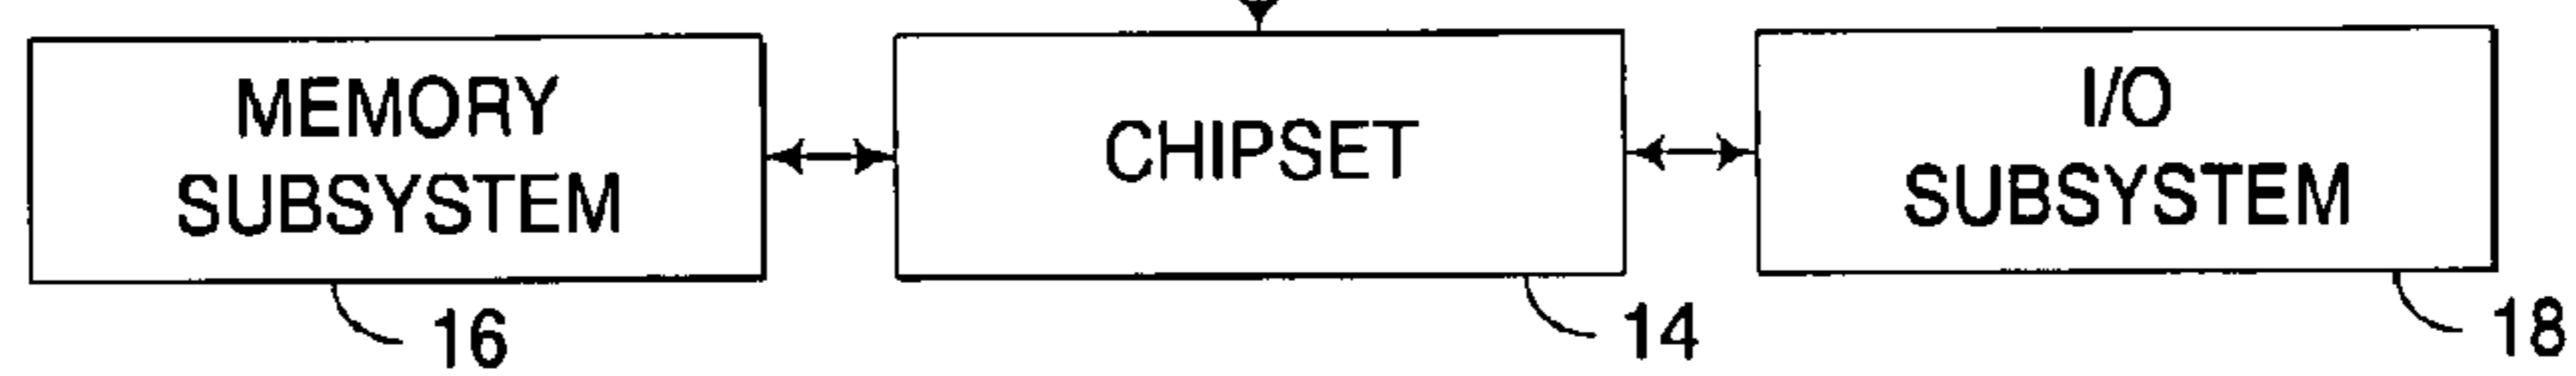 MEMORY
SUBSYSTEM
CHIPSET
I/O
SUBSYSTEM
16
14
18